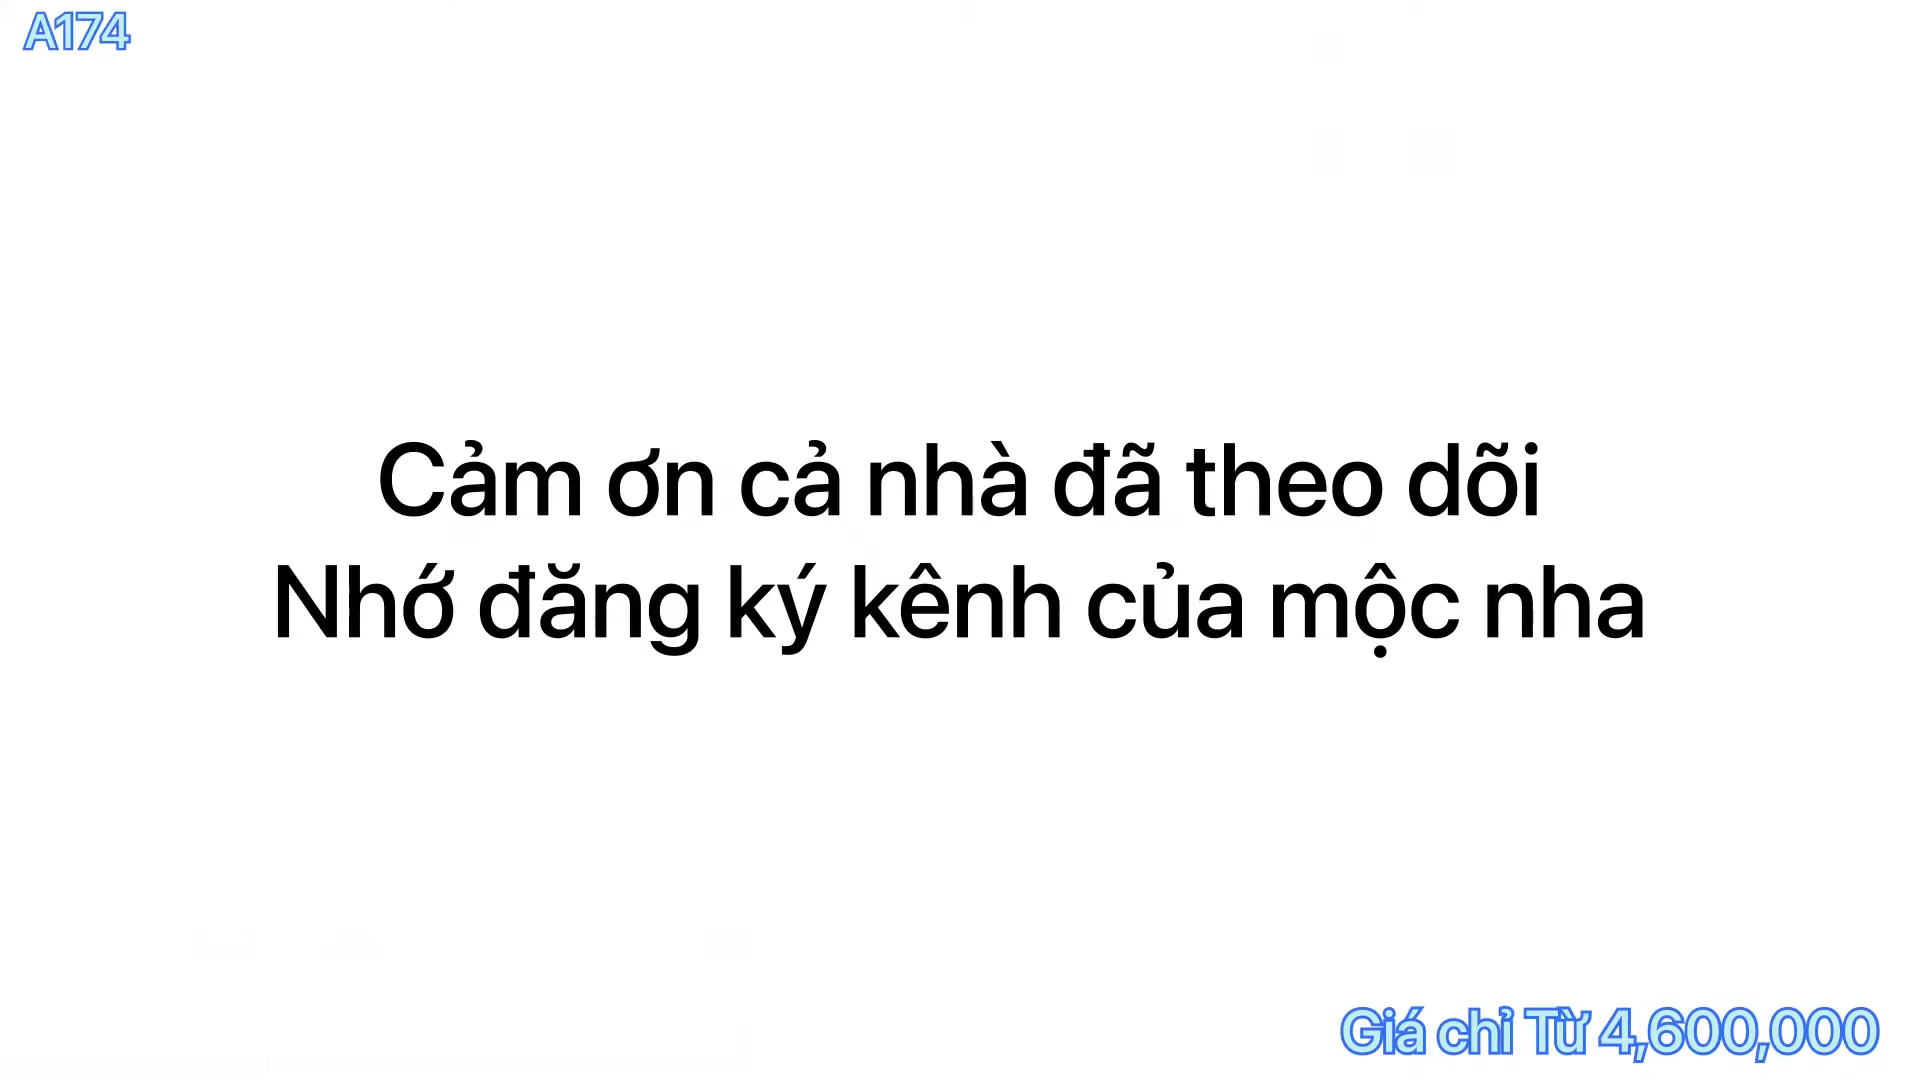 A174
Cảm ơn cả nhà đã theo dõi
Nhớ đăng ký kênh của mộc nha
Giá chỉ Từ 4,600,000